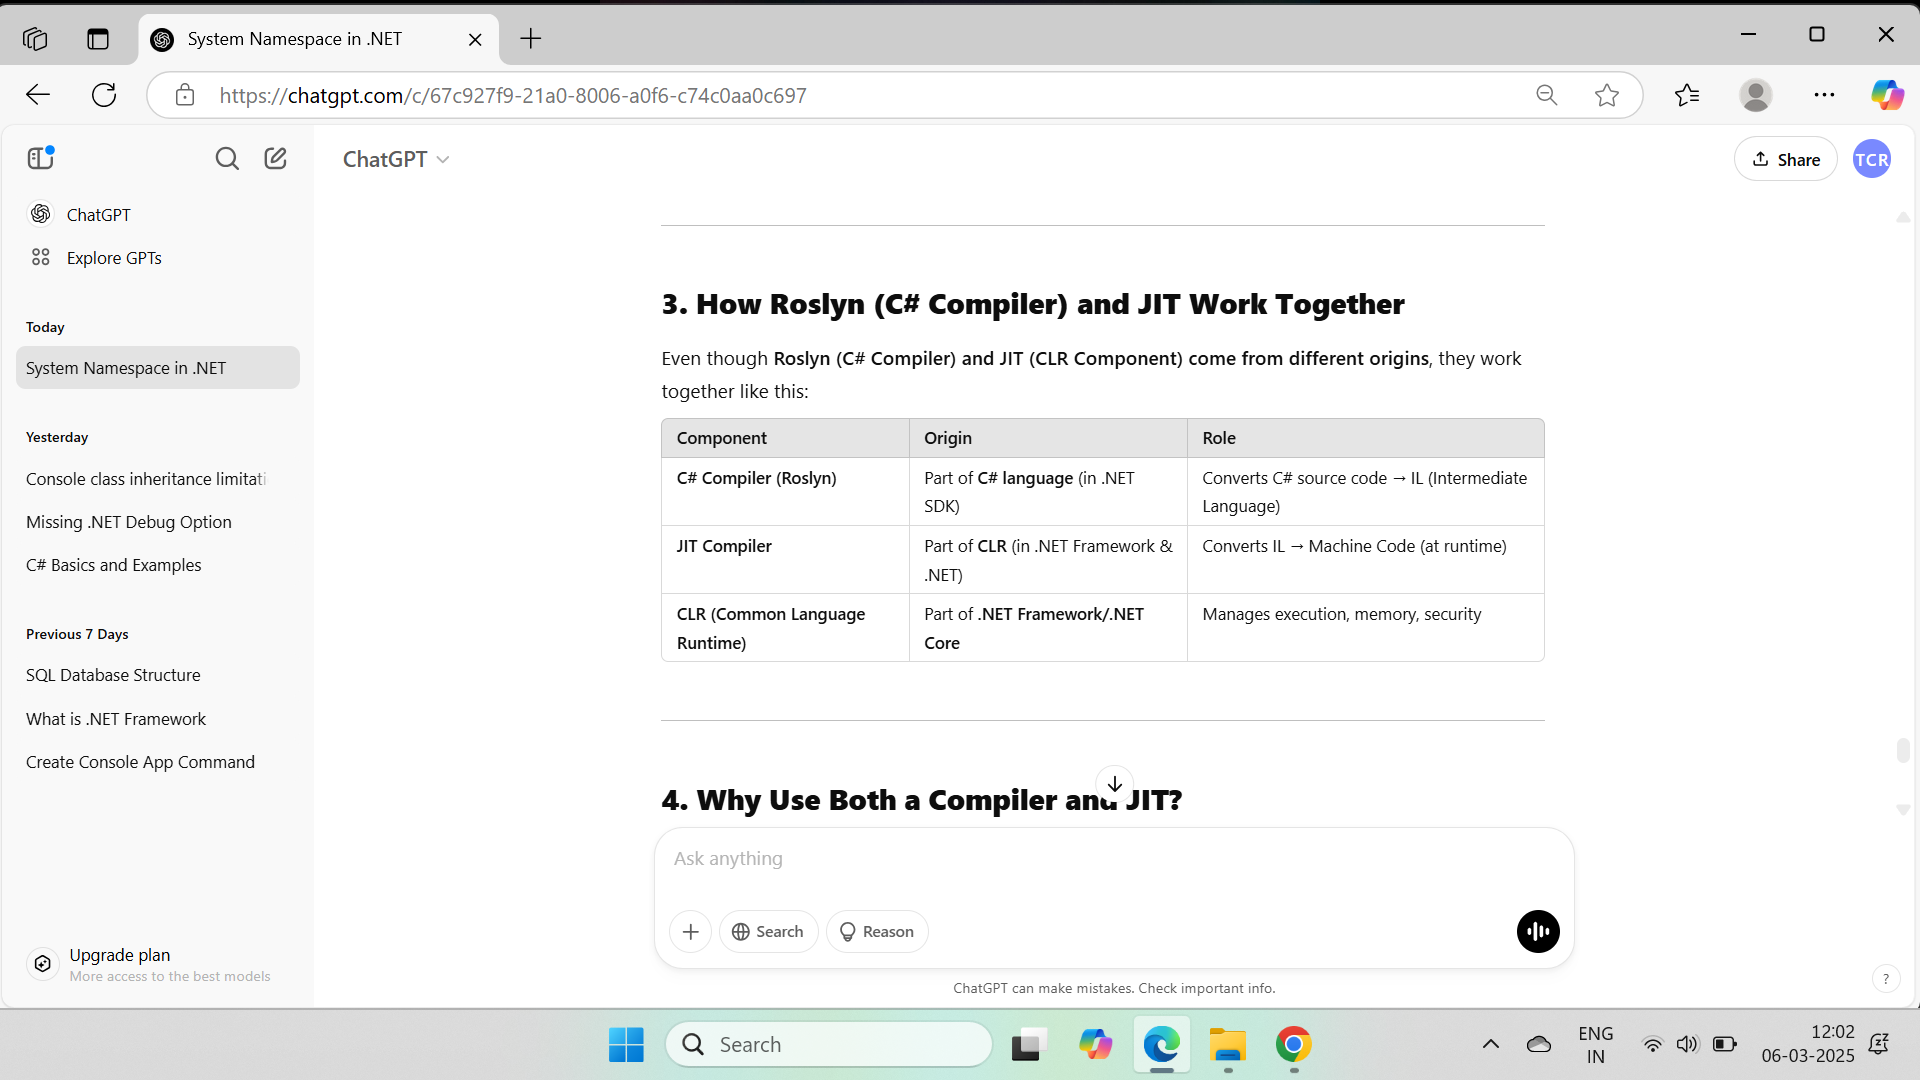 System Namespace in .NET
https://chatgpt.com/c/67c927f9-21a0-8006-a0f6-c74c0aa0c697
ChatGPT
Share
TCR
ChatGPT
Explore GPTs
Today
System Namespace in .NET
Yesterday
Console class inheritance limitati
Missing .NET Debug Option
C# Basics and Examples
Previous 7 Days
SQL Database Structure
What is .NET Framework
Create Console App Command
Upgrade plan
More access to the best models
3. How Roslyn (C# Compiler) and JIT Work Together
Even though Roslyn (C# Compiler) and JIT (CLR Component) come from different origins, they work
together like this:
Component Origin Role
C# Compiler (Roslyn) Part of C# language (in .NET Converts C# source code → IL (Intermediate
SDK) Language)
JIT Compiler Part of CLR (in .NET Framework & Converts IL → Machine Code (at runtime)
.NET)
CLR (Common Language Part of .NET Framework/.NET Manages execution, memory, security
Runtime) Core
4. Why Use Both a Compiler and JIT?
Ask anything
Search
Reason
ChatGPT can make mistakes. Check important info.
?
Search
ENG
IN
12:02
06-03-2025